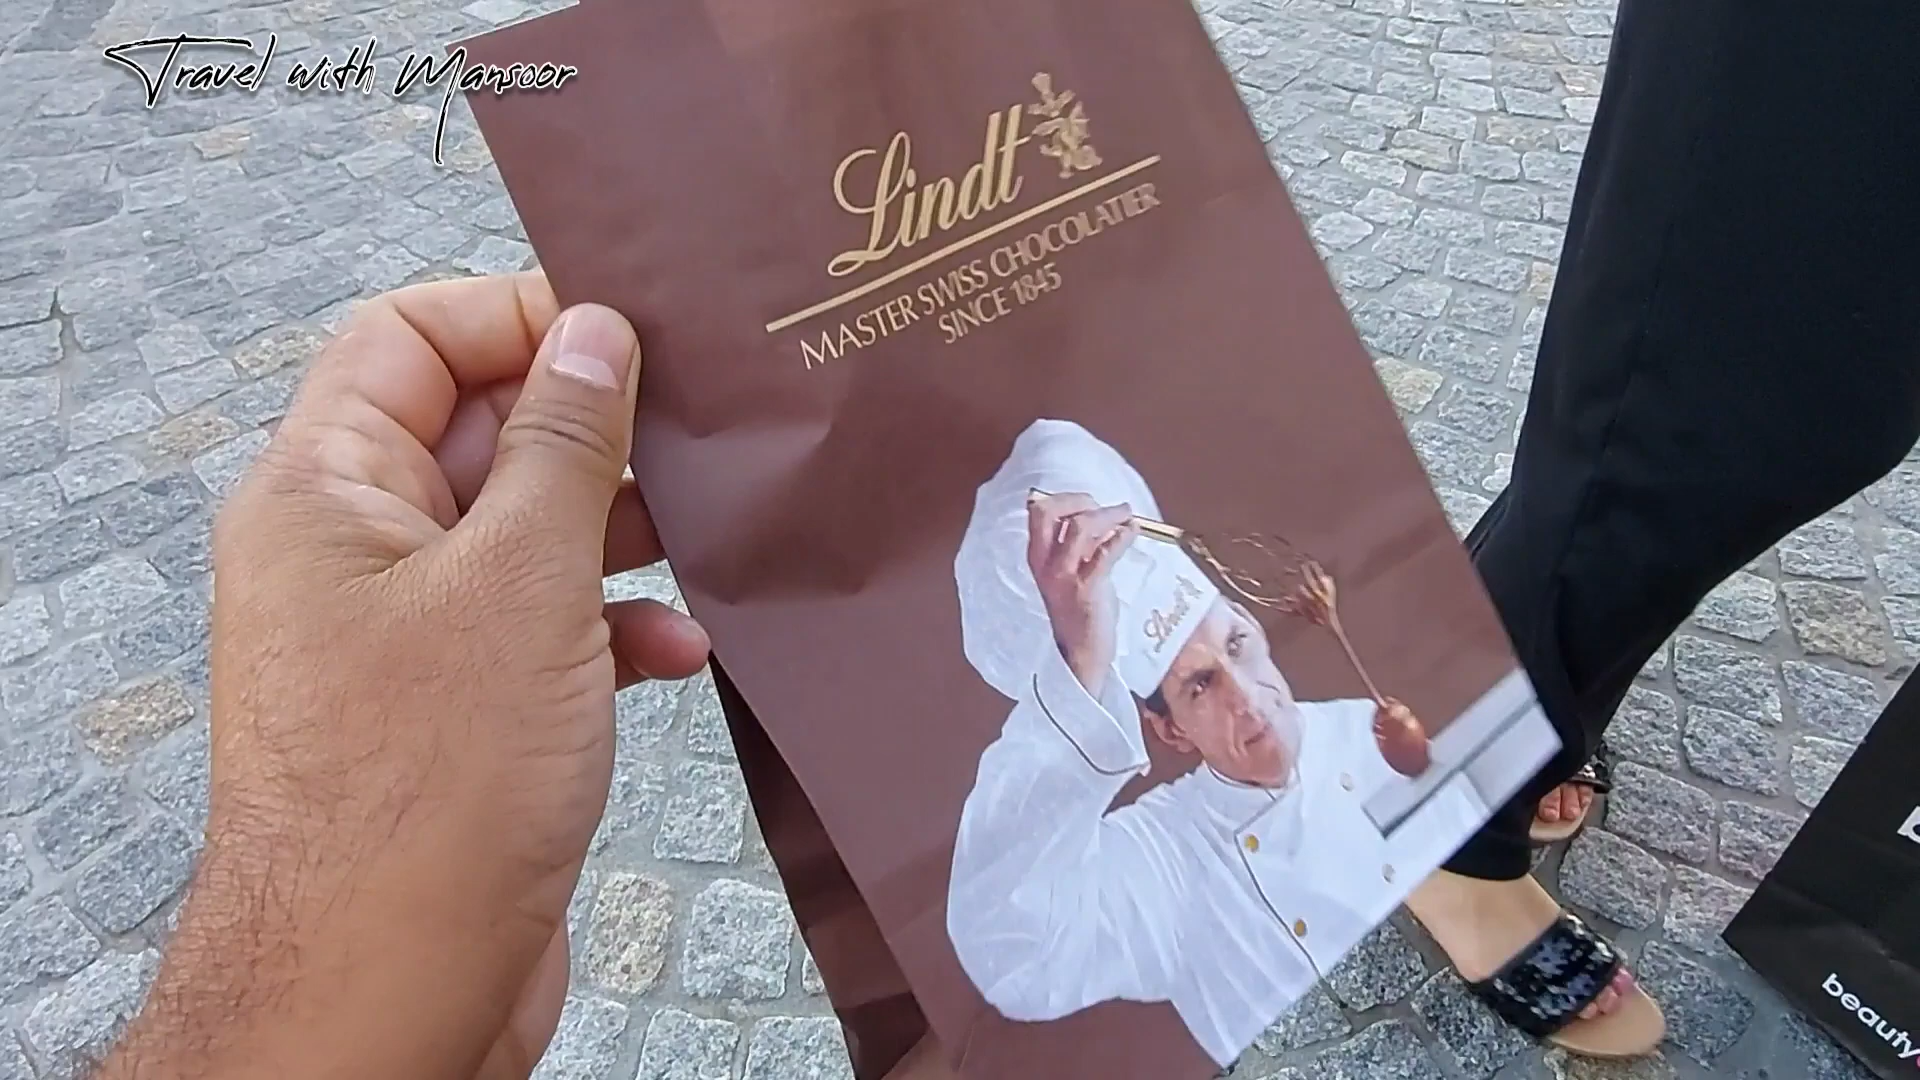 Travel with Mansoor
Lindt
MASTER SWISS CHOCOLATIER
SINCE 1845
Lindt
beauty